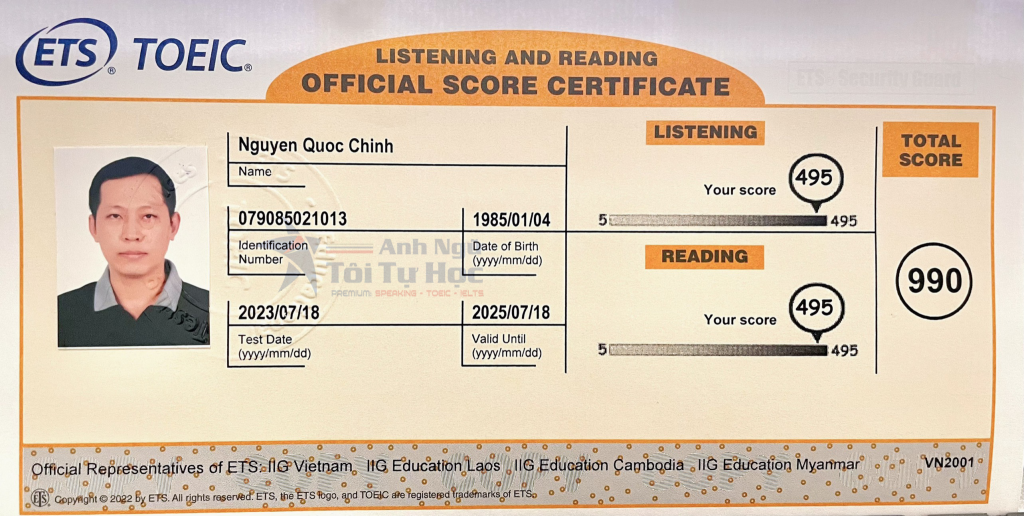 ETS® TOEIC®
LISTENING AND READING
OFFICIAL SCORE CERTIFICATE
ETS® Security Guard
Nguyen Quoc Chinh
Name
079085021013
1985/01/04
Identification
Number
Date of Birth
(yyyy/mm/dd)
Anh Ngữ
Tôi Tự Học
PREMIUM: SPEAKING - TOEIC - IELTS
2023/07/18
2025/07/18
Test Date
(yyyy/mm/dd)
Valid Until
(yyyy/mm/dd)
LISTENING
Your score
495
5
495
READING
Your score
495
5
495
TOTAL
SCORE
990
Official Representatives of ETS: IIG Vietnam IIG Education Laos IIG Education Cambodia IIG Education Myanmar
VN2001
ETS® Copyright © 2022 by ETS. All rights reserved. ETS, the ETS logo, and TOEIC are registered trademarks of ETS.